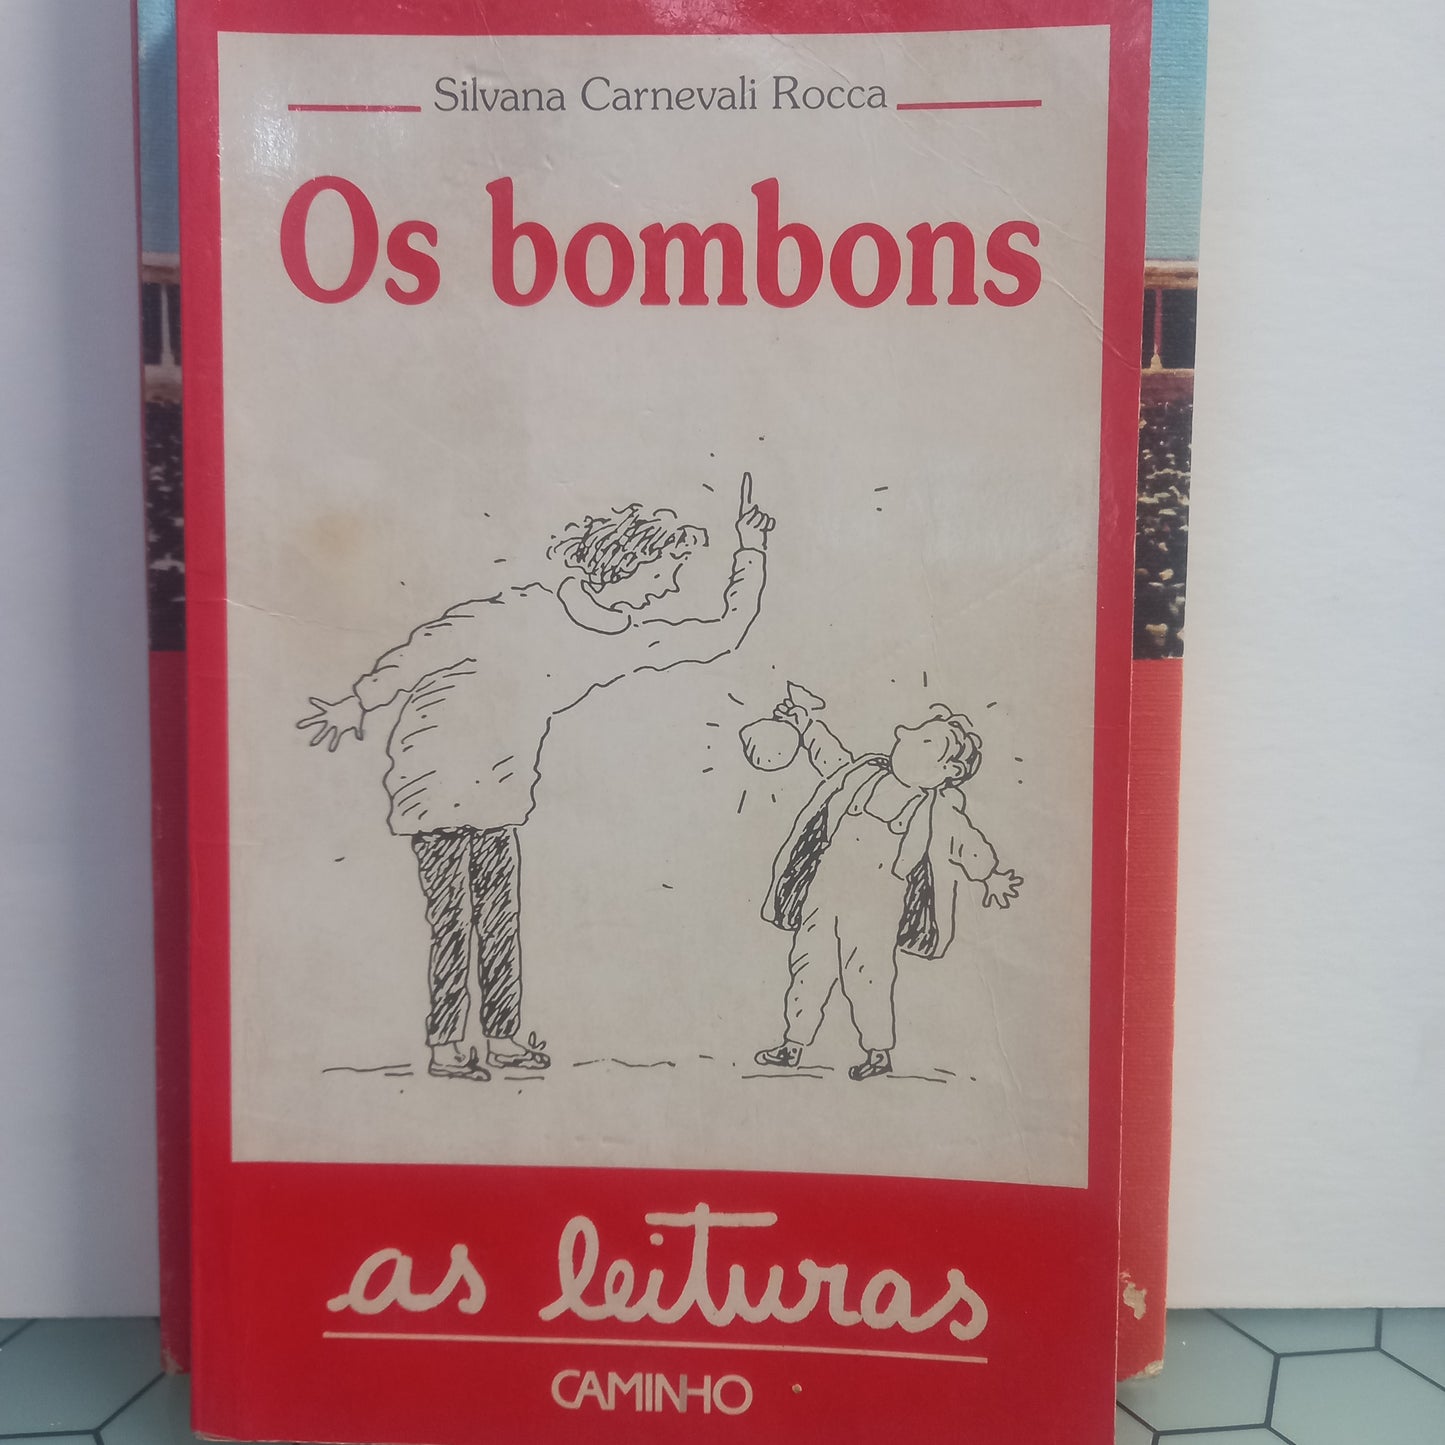 Silvana Carnevali Rocca
Os bombons
as leituras
CAMINHO